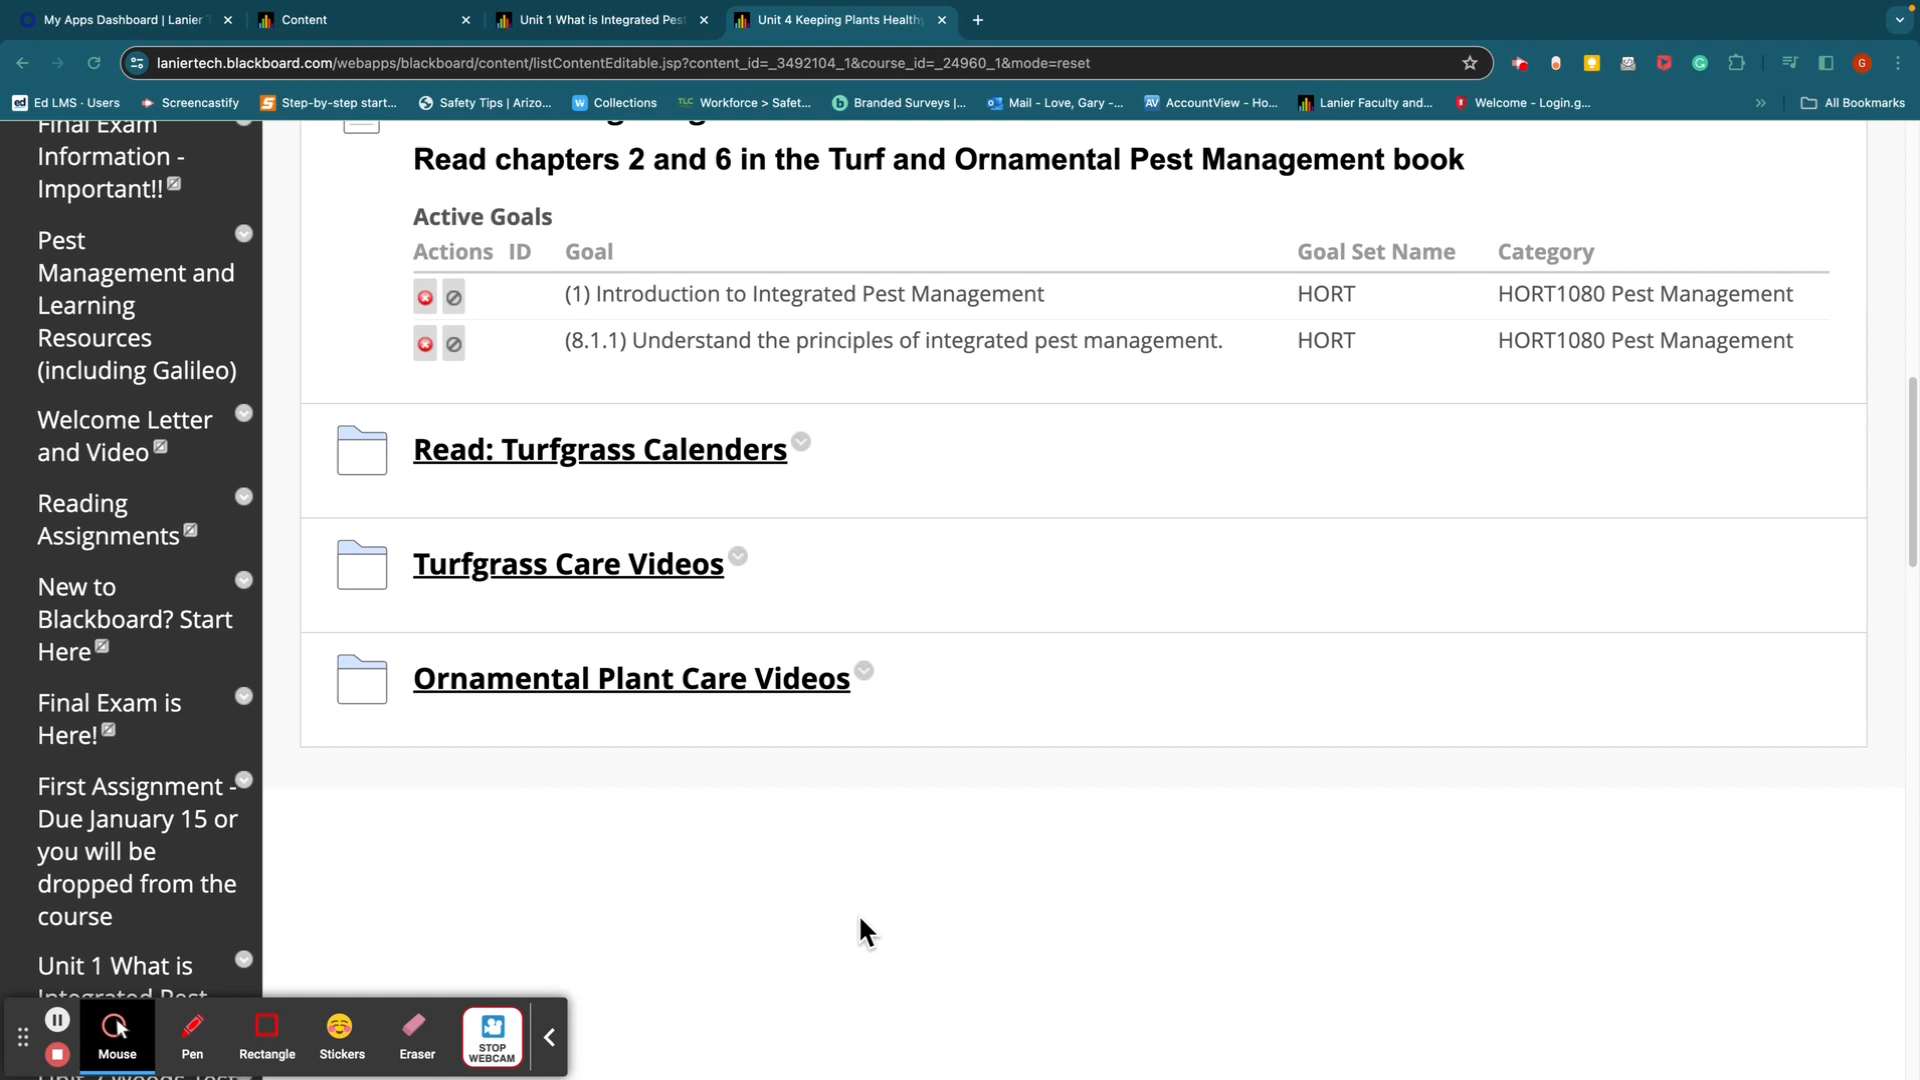 My Apps Dashboard | Lanier
Content
Unit 1 What is Integrated Pes
Unit 4 Keeping Plants Health
laniertech.blackboard.com/webapps/blackboard/content/listContentEditable.jsp?content_id=_3492104_1&course_id=_24960_1&mode=reset
G
Ed LMS - Users
Screencastify
Step-by-step start...
Safety Tips | Arizo...
W Collections
TLC Workforce > Safet...
Branded Surveys |...
Mail - Love, Gary -...
AV AccountView - Ho...
Lanier Faculty and...
Welcome - Login.g...
All Bookmarks
Final Exam
Information -
Important!!
Pest
Management and
Learning
Resources
(including Galileo)
Welcome Letter
and Video
Reading
Assignments
New to
Blackboard? Start
Here
Final Exam is
Here!
First Assignment -
Due January 15 or
you will be
dropped from the
course
Unit 1 What is
Integrated Pest
Read chapters 2 and 6 in the Turf and Ornamental Pest Management book
Active Goals
Actions ID Goal Goal Set Name Category
(1) Introduction to Integrated Pest Management HORT HORT1080 Pest Management
(8.1.1) Understand the principles of integrated pest management. HORT HORT1080 Pest Management
Read: Turfgrass Calenders
Turfgrass Care Videos
Ornamental Plant Care Videos
Mouse
Pen
Rectangle
Stickers
Eraser
STOP
WEBCAM